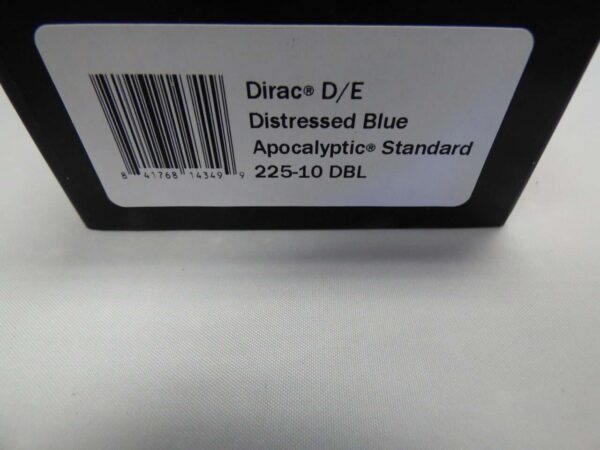 Dirac® D/E
Distressed Blue
Apocalyptic® Standard
225-10 DBL
8 41768 14349 9